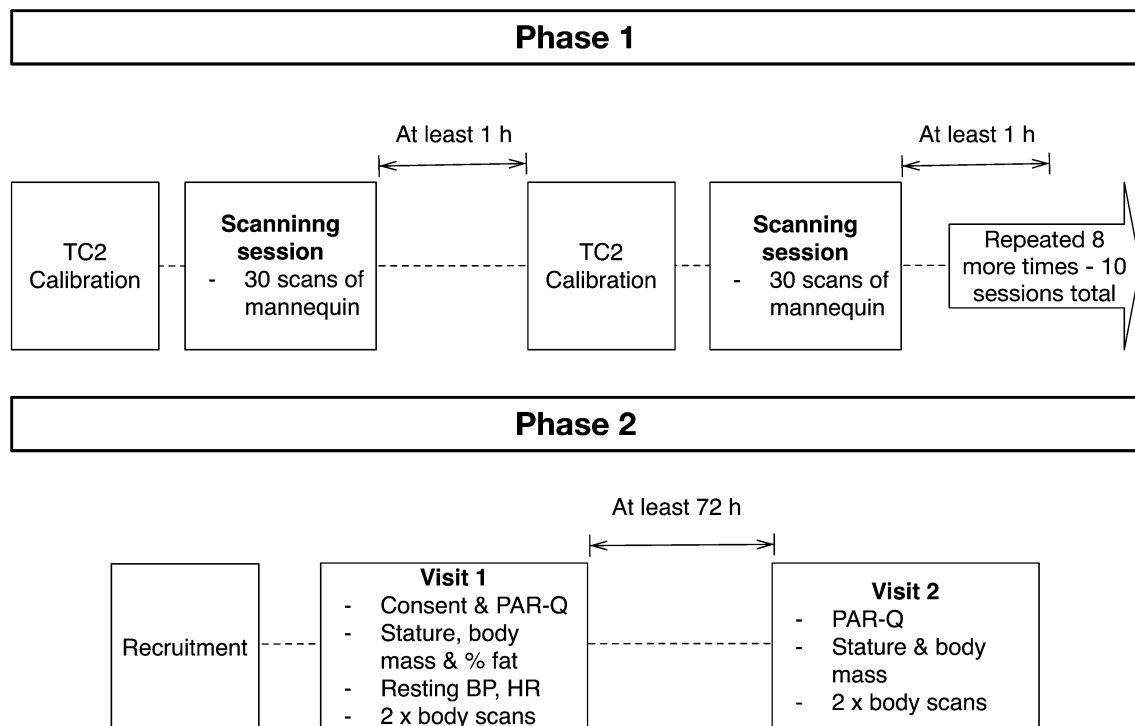 Phase 1
At least 1 h
At least 1 h
TC2
Calibration
Scanninng
session
- 30 scans of
mannequin
TC2
Calibration
Scanning
session
- 30 scans of
mannequin
Repeated 8
more times - 10
sessions total
Phase 2
At least 72 h
Recruitment
Visit 1
- Consent & PAR-Q
- Stature, body
mass & % fat
- Resting BP, HR
- 2 x body scans
Visit 2
- PAR-Q
- Stature & body
mass
- 2 x body scans